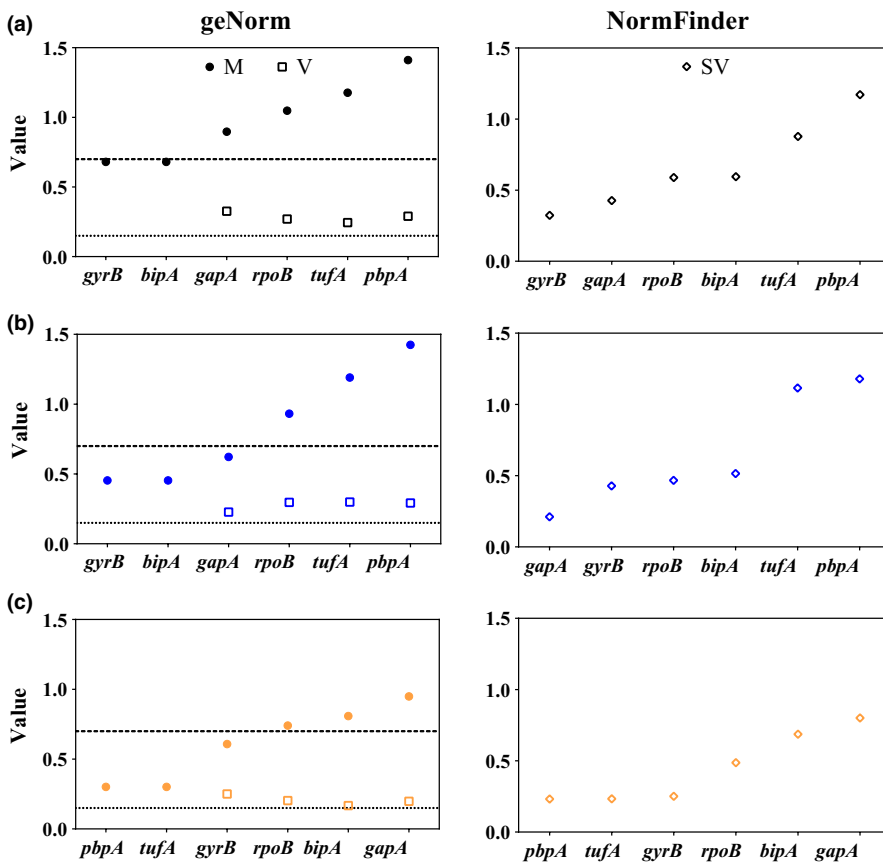 geNorm
NormFinder
(a)
1.5
1.0
0.5
0.0
Value
M
V
gyrB bipA gapA rpoB tufA pbpA
1.5
1.0
0.5
0.0
SV
gyrB gapA rpoB bipA tufA pbpA
(b)
1.5
1.0
0.5
0.0
Value
gyrB bipA gapA rpoB tufA pbpA
1.5
1.0
0.5
0.0
gapA gyrB rpoB bipA tufA pbpA
(c)
1.5
1.0
0.5
0.0
Value
pbpA tufA gyrB rpoB bipA gapA
1.5
1.0
0.5
0.0
pbpA tufA gyrB rpoB bipA gapA